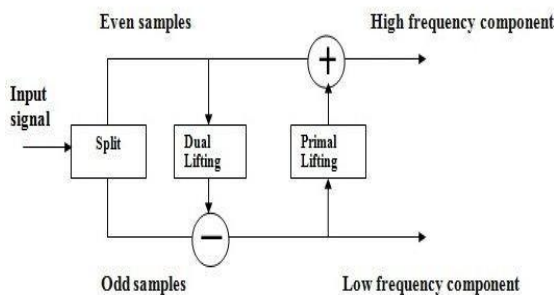 Even samples
High frequency component
+
Input
signal
Split
Dual
Lifting
Primal
Lifting
−
Odd samples
Low frequency component